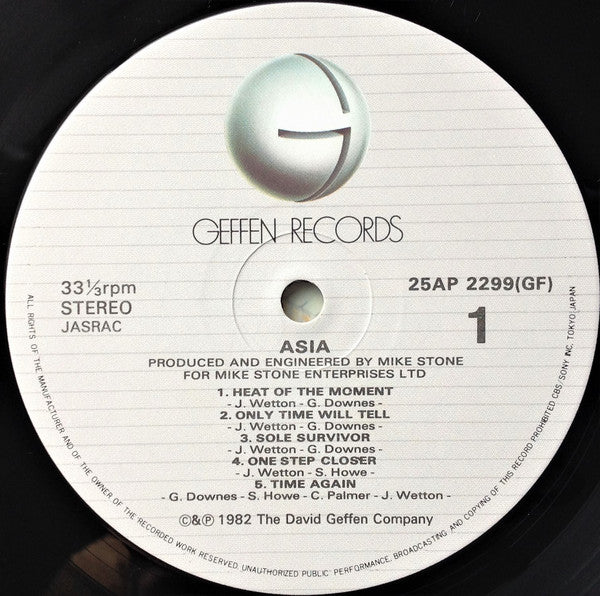 GEFFEN RECORDS
33⅓rpm
STEREO
JASRAC
25AP 2299(GF)
1
ASIA
PRODUCED AND ENGINEERED BY MIKE STONE
FOR MIKE STONE ENTERPRISES LTD
1. HEAT OF THE MOMENT
- J. Wetton - G. Downes -
2. ONLY TIME WILL TELL
- J. Wetton - G. Downes -
3. SOLE SURVIVOR
- J. Wetton - G. Downes -
4. ONE STEP CLOSER
- J. Wetton - S. Howe -
5. TIME AGAIN
- G. Downes - S. Howe - C. Palmer - J. Wetton -
©&℗ 1982 The David Geffen Company
ALL RIGHTS OF THE MANUFACTURER AND OF THE OWNER OF THE RECORDED WORK RESERVED. UNAUTHORIZED PUBLIC PERFORMANCE, BROADCASTING AND COPYING OF THIS RECORD PROHIBITED CBS/SONY INC. TOKYO, JAPAN